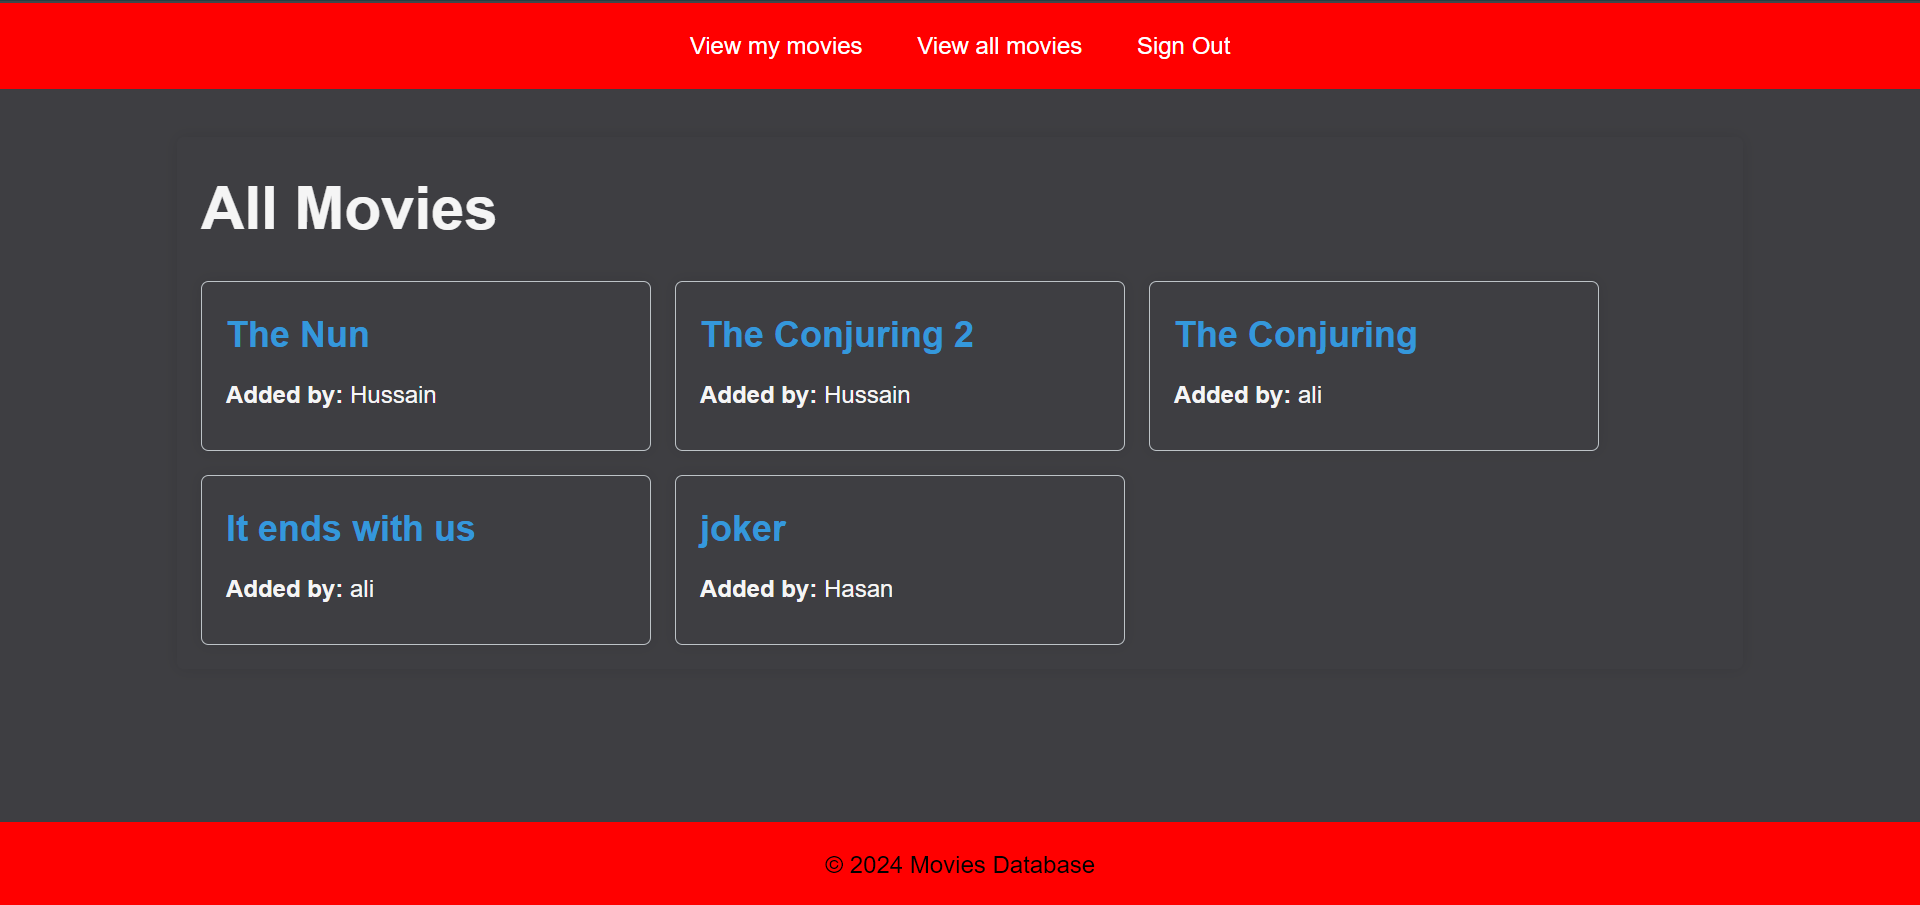 View my movies View all movies Sign Out
All Movies
The Nun
Added by: Hussain
The Conjuring 2
Added by: Hussain
The Conjuring
Added by: ali
It ends with us
Added by: ali
joker
Added by: Hasan
© 2024 Movies Database